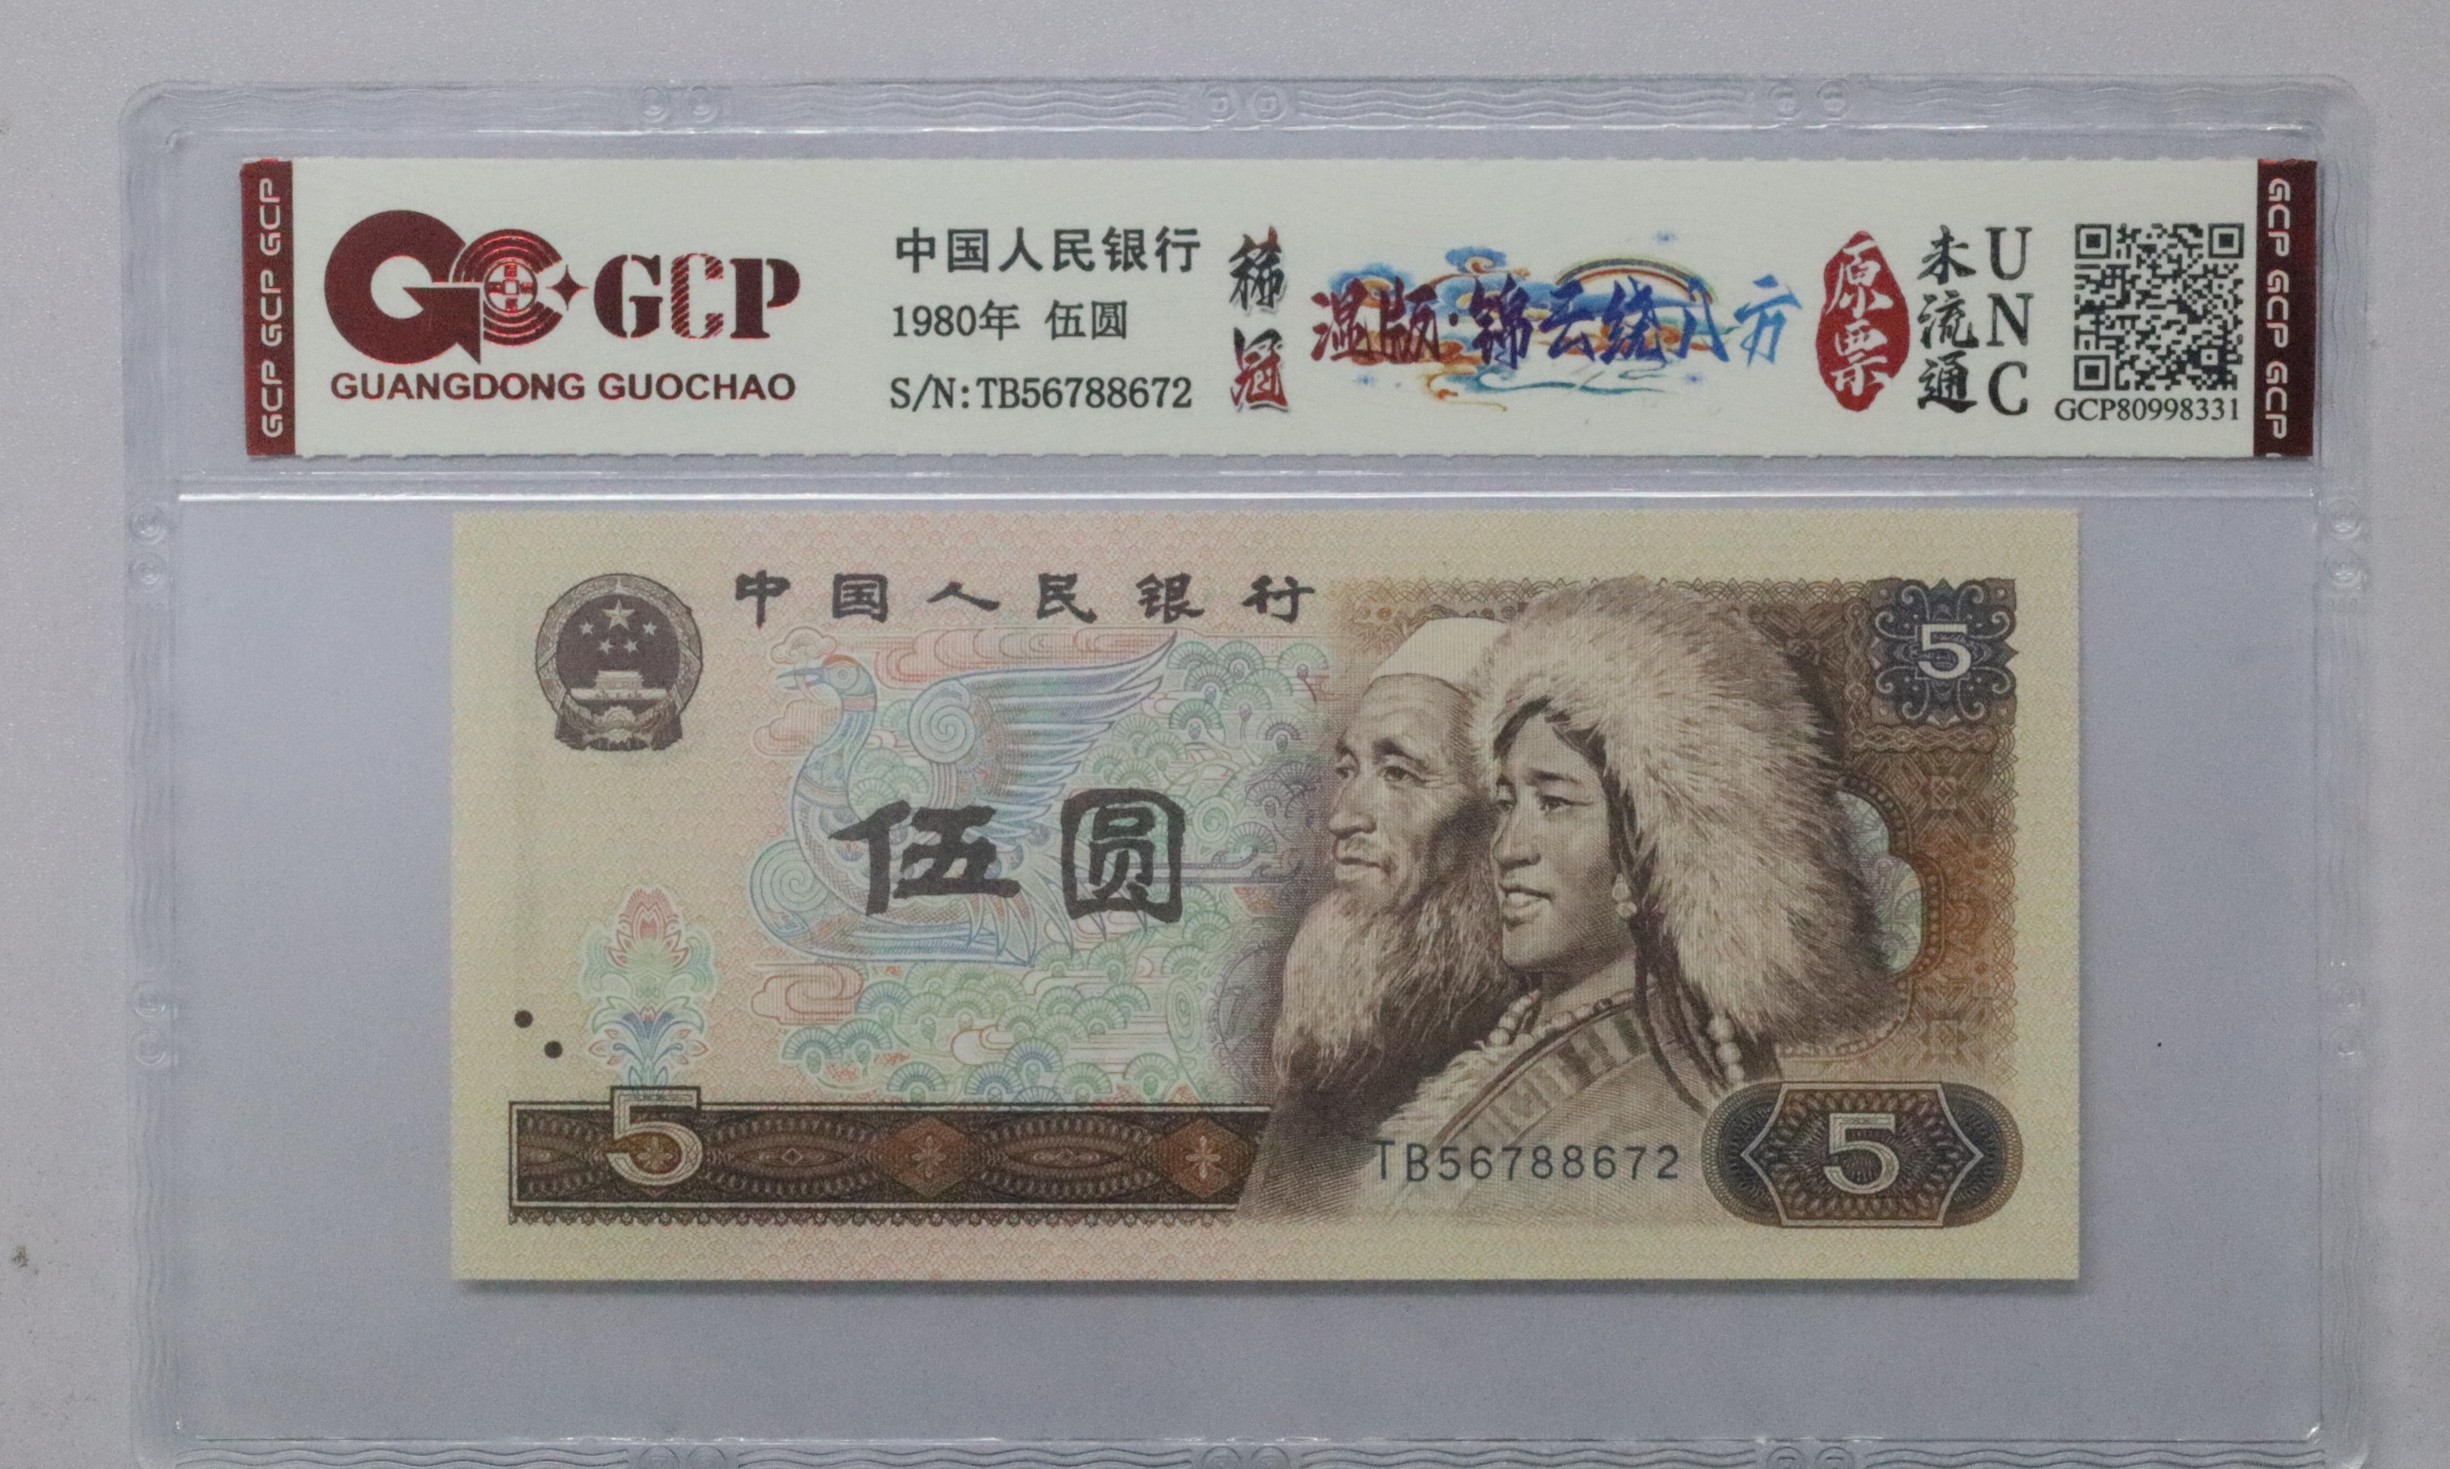 GCP GCP GCP
GCP
GUANGDONG GUOCHAO
中国人民银行
1980年 伍圆
S/N:TB56788672
稀冠
湿版·锦云绕八方
原票
未流通
UNC
GCP80998331
GCP GCP GCP
中国人民银行
5
伍圆
5
TB56788672
5